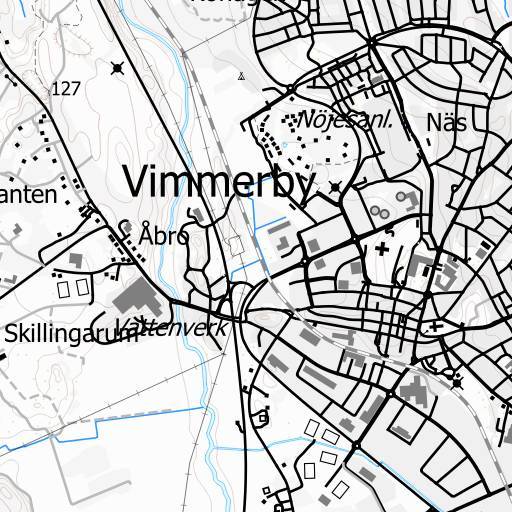 127
Nöjesanl.
Näs
Vimmerby
anten
Åbro
Skillingarum
Vattenverk